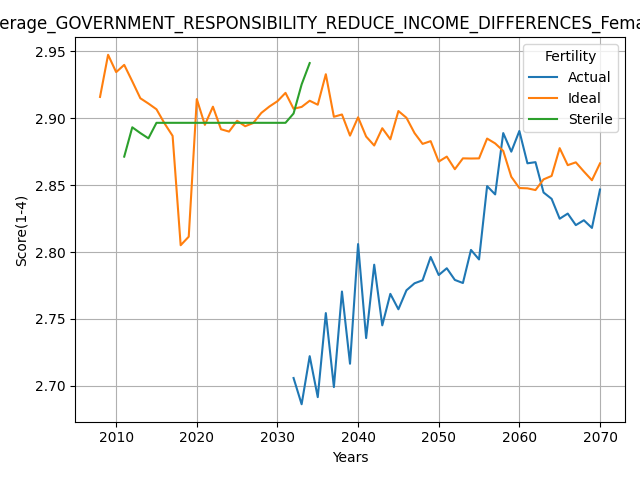 erage_GOVERNMENT_RESPONSIBILITY_REDUCE_INCOME_DIFFERENCES_Fema
Fertility
Actual
Ideal
Sterile
2.95
2.90
2.85
2.80
2.75
2.70
Score(1-4)
2010 2020 2030 2040 2050 2060 2070
Years